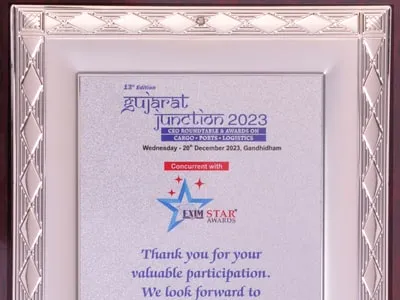 13th Edition
gujarat
junction 2023
CEO ROUNDTABLE & AWARDS ON
CARGO • PORTS • LOGISTICS
Wednesday - 20th December 2023, Gandhidham
Concurrent with
EXIM STAR
AWARDS
Thank you for your
valuable participation.
We look forward to